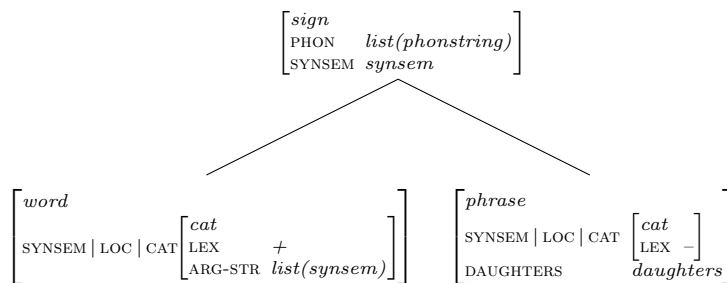 sign
PHON list(phonstring)
SYNSEM synsem
word
SYNSEM | LOC | CAT
cat
LEX +
ARG-STR list(synsem)
phrase
SYNSEM | LOC | CAT
cat
LEX –
DAUGHTERS daughters